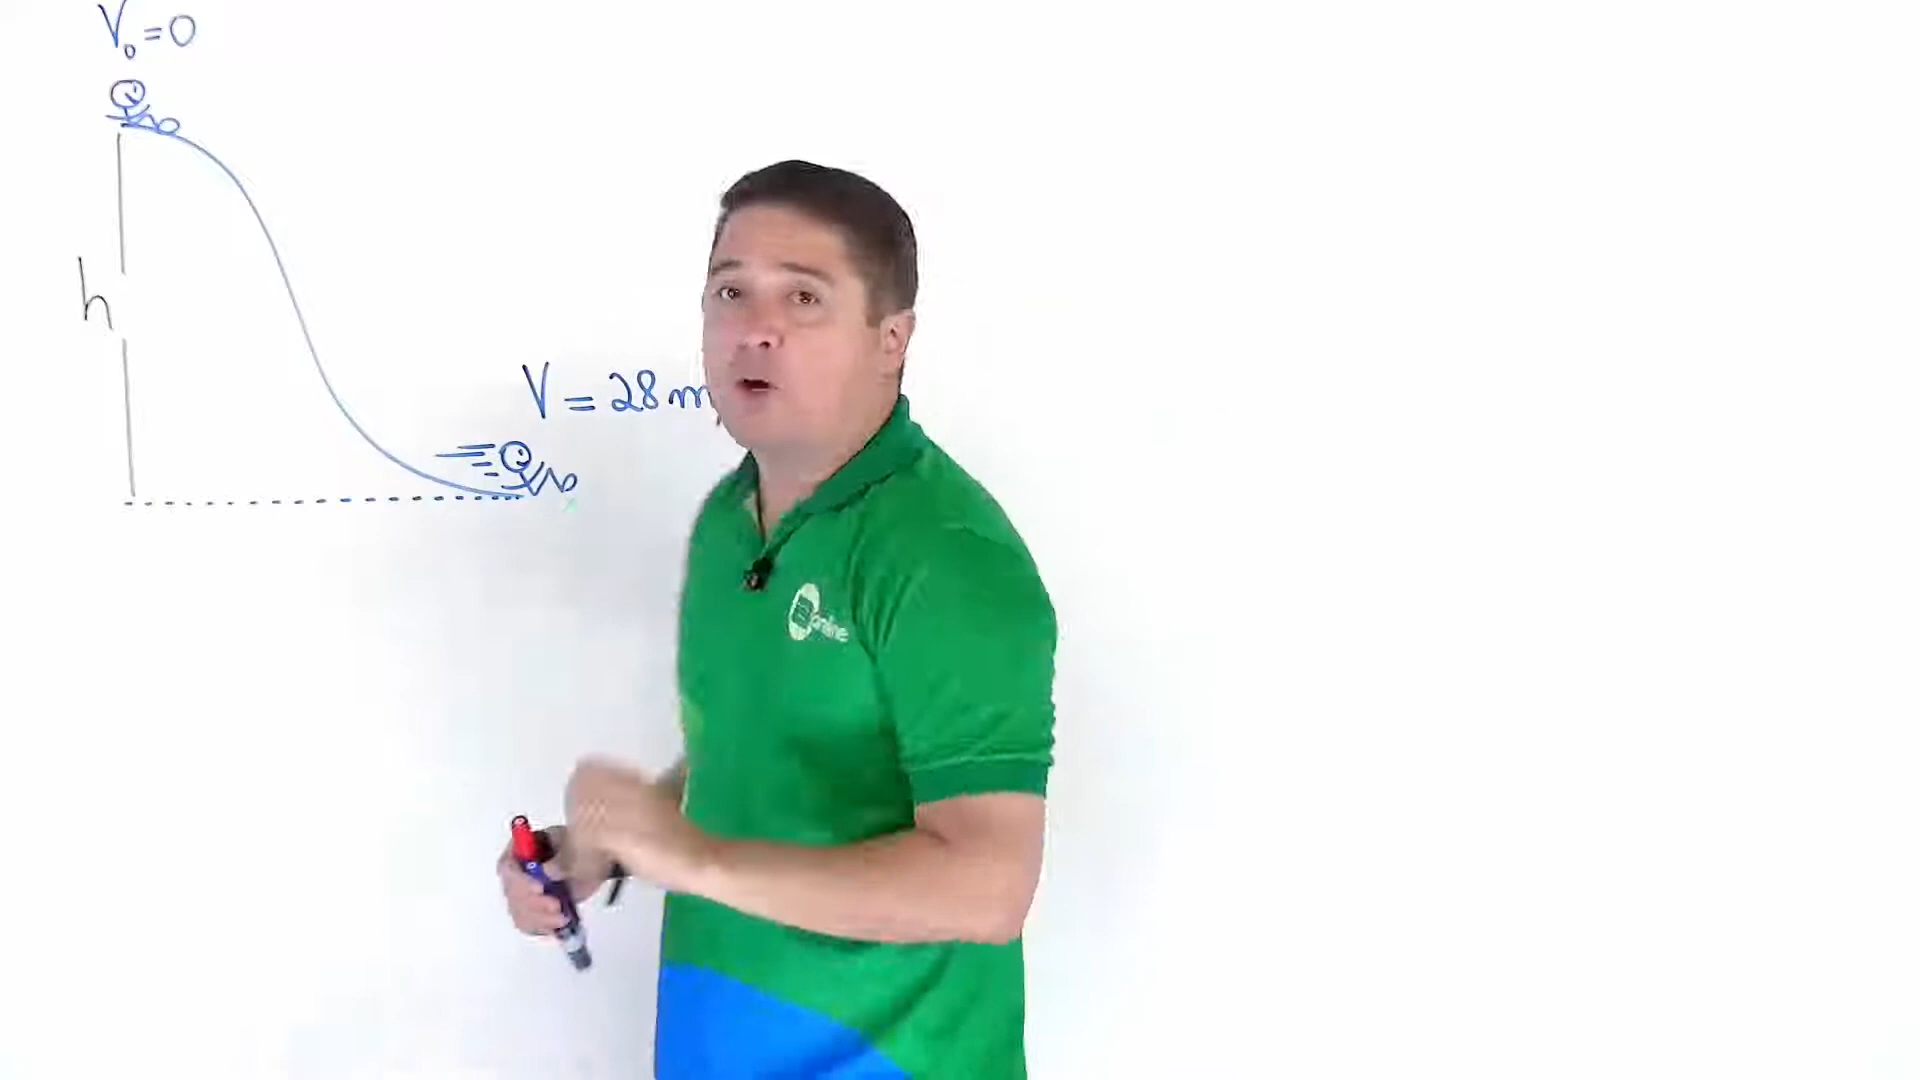 V₀=0
h
V = 28 m
online